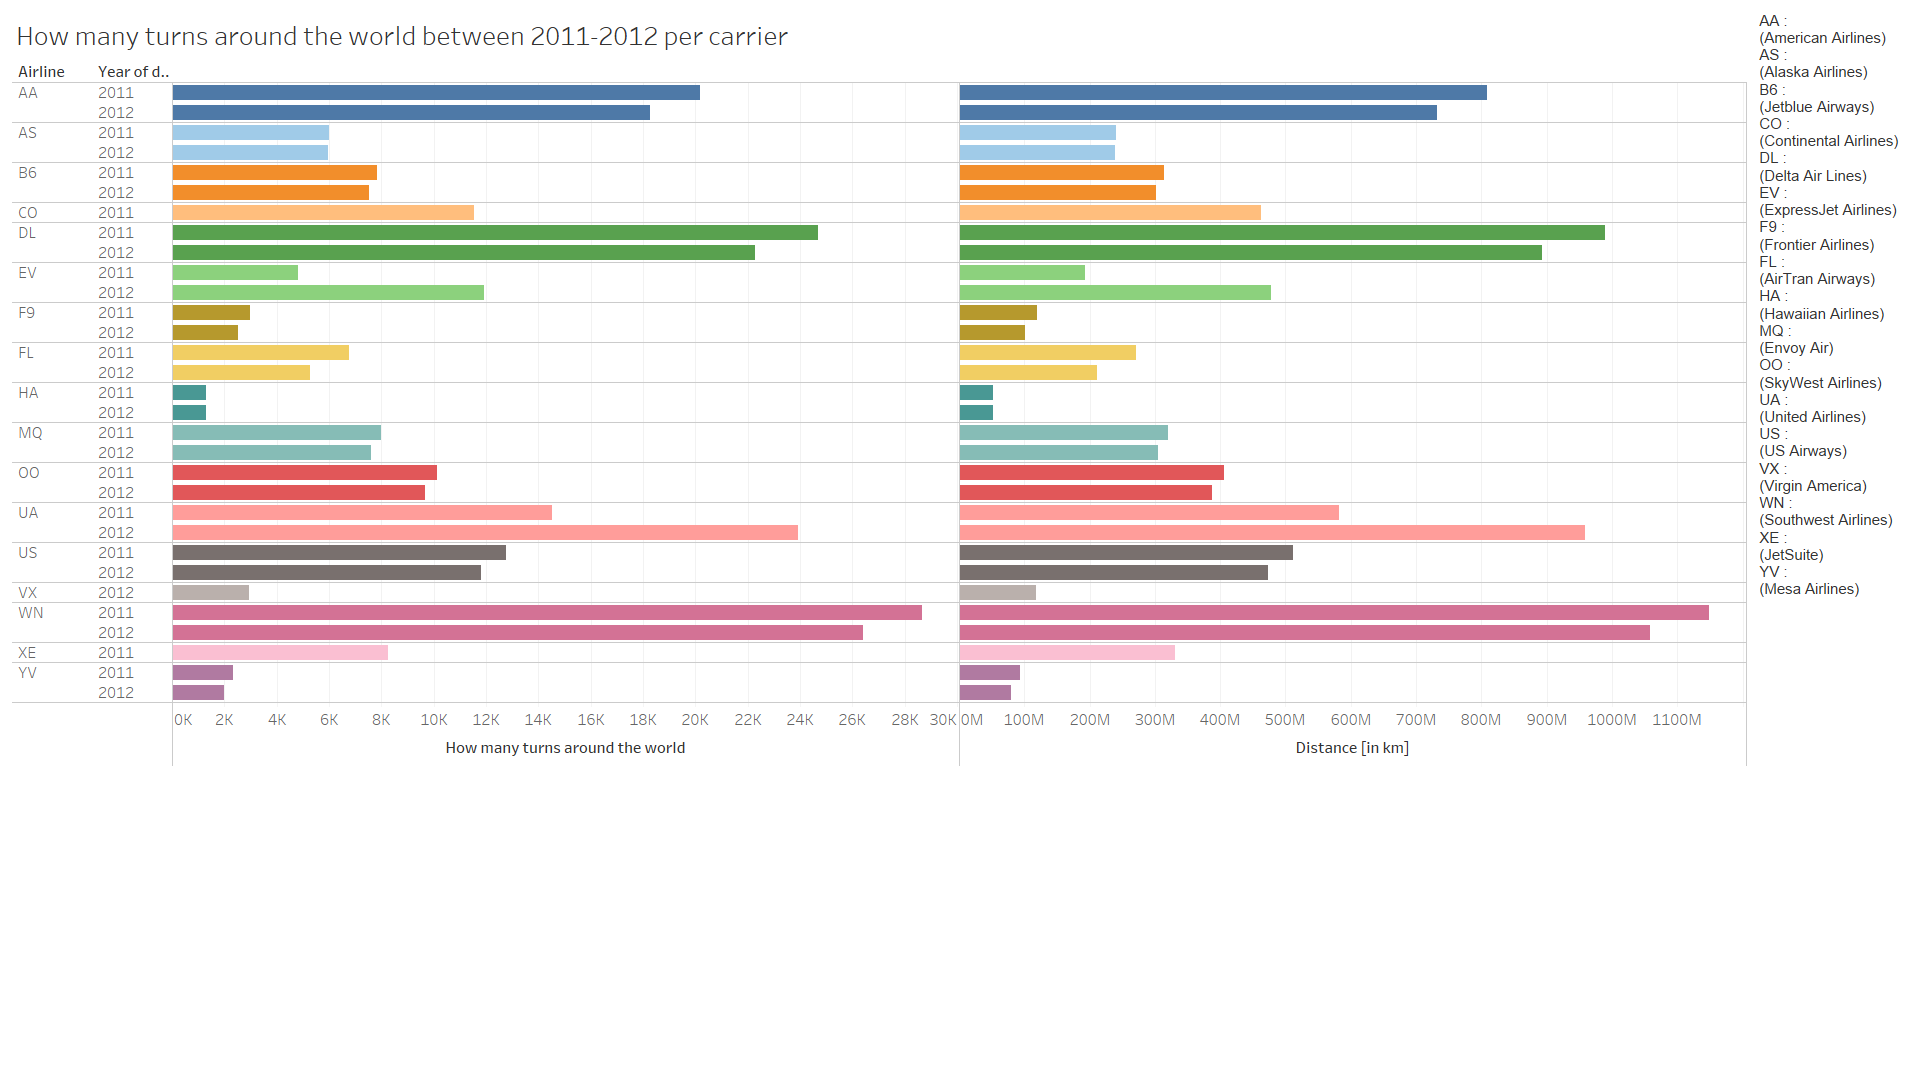 How many turns around the world between 2011-2012 per carrier
Airline Year of d..
AA 2011
2012
AS 2011
2012
B6 2011
2012
CO 2011
DL 2011
2012
EV 2011
2012
F9 2011
2012
FL 2011
2012
HA 2011
2012
MQ 2011
2012
OO 2011
2012
UA 2011
2012
US 2011
2012
VX 2012
WN 2011
2012
XE 2011
YV 2011
2012
0K 2K 4K 6K 8K 10K 12K 14K 16K 18K 20K 22K 24K 26K 28K 30K
How many turns around the world
0M 100M 200M 300M 400M 500M 600M 700M 800M 900M 1000M 1100M
Distance [in km]
AA :
(American Airlines)
AS :
(Alaska Airlines)
B6 :
(Jetblue Airways)
CO :
(Continental Airlines)
DL :
(Delta Air Lines)
EV :
(ExpressJet Airlines)
F9 :
(Frontier Airlines)
FL :
(AirTran Airways)
HA :
(Hawaiian Airlines)
MQ :
(Envoy Air)
OO :
(SkyWest Airlines)
UA :
(United Airlines)
US :
(US Airways)
VX :
(Virgin America)
WN :
(Southwest Airlines)
XE :
(JetSuite)
YV :
(Mesa Airlines)